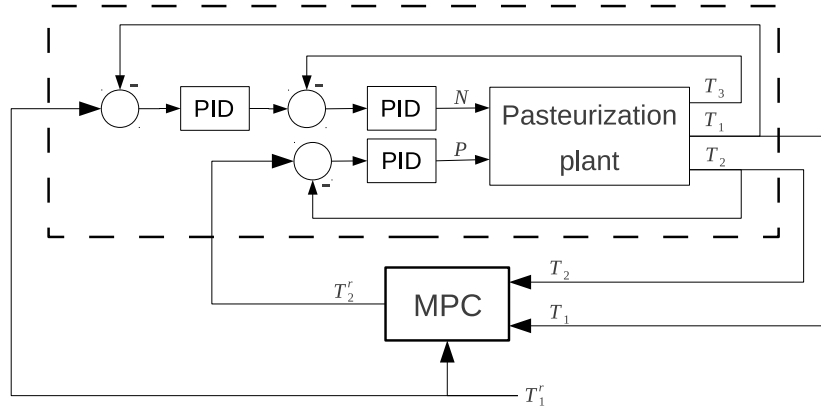 PID
PID
N
Pasteurization
plant
T₃
T₁
T₂
PID
P
T₂ʳ
MPC
T₂
T₁
T₁ʳ